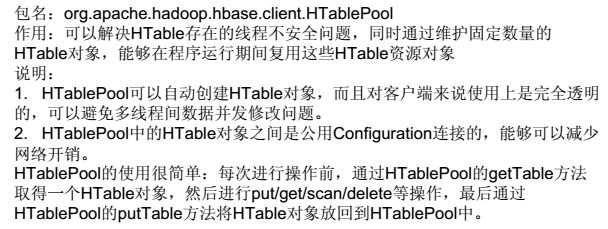 包名：org.apache.hadoop.hbase.client.HTablePool
作用：可以解决HTable存在的线程不安全问题，同时通过维护固定数量的
HTable对象，能够在程序运行期间复用这些HTable资源对象
说明：
1. HTablePool可以自动创建HTable对象，而且对客户端来说使用上是完全透明
的，可以避免多线程间数据并发修改问题。
2. HTablePool中的HTable对象之间是公用Configuration连接的，能够可以减少
网络开销。
HTablePool的使用很简单：每次进行操作前，通过HTablePool的getTable方法
取得一个HTable对象，然后进行put/get/scan/delete等操作，最后通过
HTablePool的putTable方法将HTable对象放回到HTablePool中。